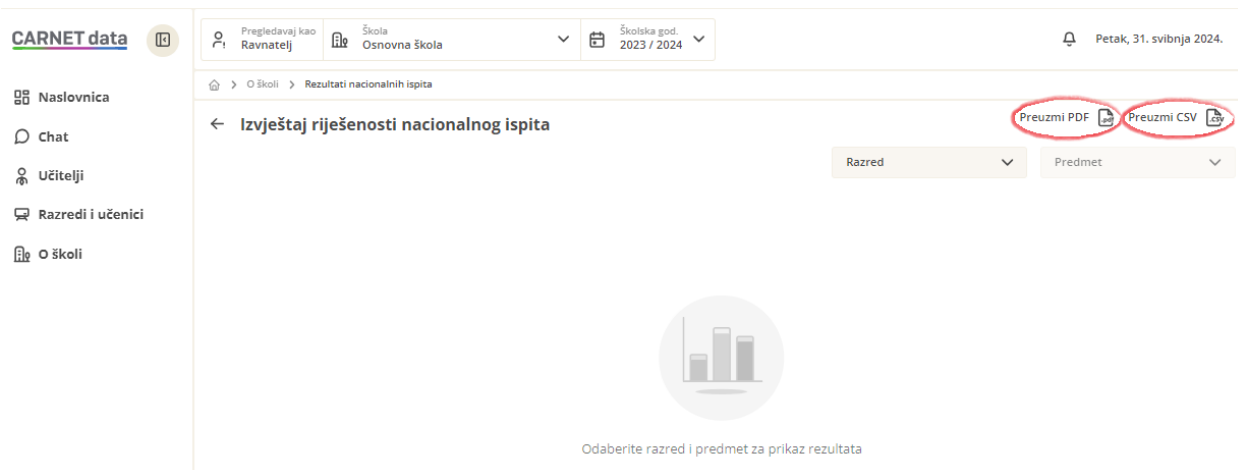 CARNET data
Pregledavaj kao
Ravnatelj
Škola
Osnovna škola
Školska god.
2023 / 2024
Petak, 31. svibnja 2024.
O školi > Rezultati nacionalnih ispita
Naslovnica
Chat
Učitelji
Razredi i učenici
O školi
← Izvještaj riješenosti nacionalnog ispita
Preuzmi PDF .pdf
Preuzmi CSV .csv
Razred
Predmet
Odaberite razred i predmet za prikaz rezultata